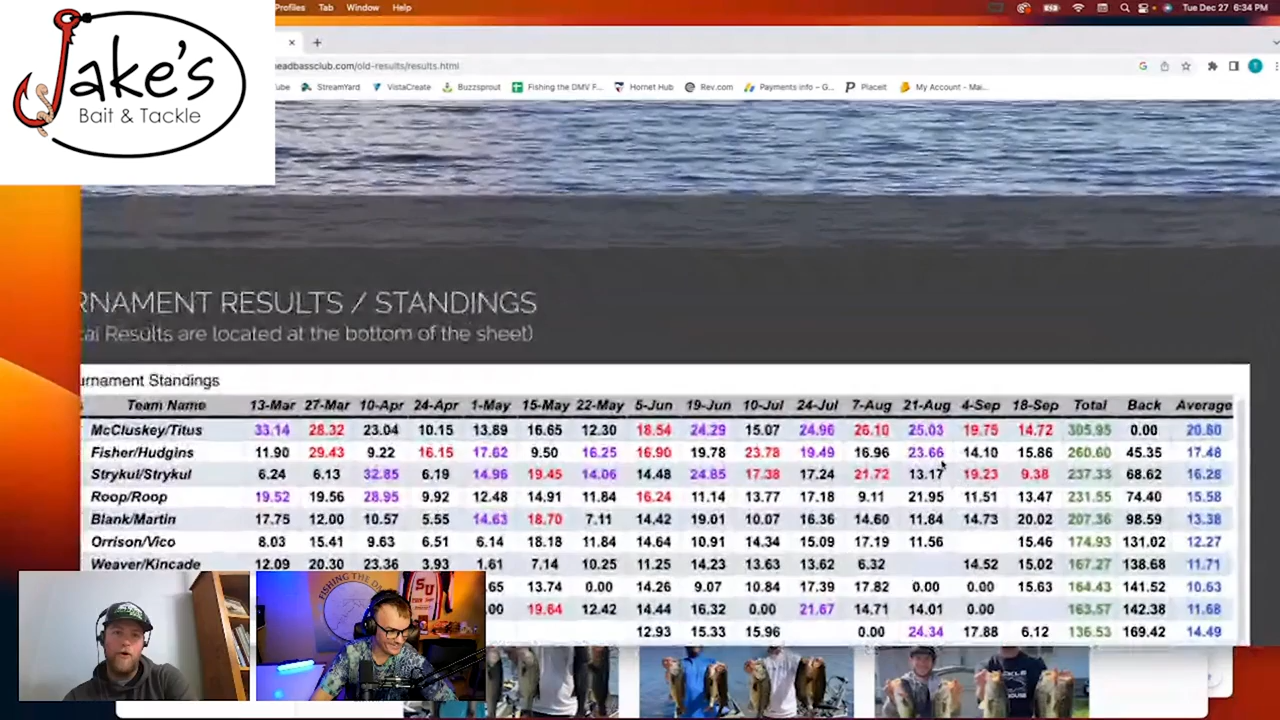 Jake's
Bait & Tackle
Profiles Tab Window Help
Tue Dec 27 6:34 PM
headbassclub.com/old-results/results.html
StreamYard VistaCreate Buzzsprout Fishing the DMV F... Hornet Hub Rev.com Payments info – G... Placeit My Account - Mai...
RNAMENT RESULTS / STANDINGS
cal Results are located at the bottom of the sheet)
urnament Standings
Team Name 13-Mar 27-Mar 10-Apr 24-Apr 1-May 15-May 22-May 5-Jun 19-Jun 10-Jul 24-Jul 7-Aug 21-Aug 4-Sep 18-Sep Total Back Average
McCluskey/Titus 33.14 28.32 23.04 10.15 13.89 16.65 12.30 18.54 24.29 15.07 24.96 26.10 25.03 19.75 14.72 305.95 0.00 20.80
Fisher/Hudgins 11.90 29.43 9.22 16.15 17.62 9.50 16.25 16.90 19.78 23.78 19.49 16.96 23.66 14.10 15.86 260.60 45.35 17.48
Strykul/Strykul 6.24 6.13 32.85 6.19 14.96 19.45 14.06 14.48 24.85 17.38 17.24 21.72 13.17 19.23 9.38 237.33 68.62 16.28
Roop/Roop 19.52 19.56 28.95 9.92 12.48 14.91 11.84 16.24 11.14 13.77 17.18 9.11 21.95 11.51 13.47 231.55 74.40 15.58
Blank/Martin 17.75 12.00 10.57 5.55 14.63 18.70 7.11 14.42 19.01 10.07 16.36 14.60 11.84 14.73 20.02 207.36 98.59 13.38
Orrison/Vico 8.03 15.41 9.63 6.51 6.14 18.18 11.84 14.64 10.91 14.34 15.09 17.19 11.56 15.46 174.93 131.02 12.27
Weaver/Kincade 12.09 20.30 23.36 3.93 1.61 7.14 10.25 11.25 14.23 13.63 13.62 6.32 14.52 15.02 167.27 138.68 11.71
.65 13.74 0.00 14.26 9.07 10.84 17.39 17.82 0.00 0.00 15.63 164.43 141.52 10.63
.00 19.64 12.42 14.44 16.32 0.00 21.67 14.71 14.01 0.00 163.57 142.38 11.68
12.93 15.33 15.96 0.00 24.34 17.88 6.12 136.53 169.42 14.49
FISHING THE D
SU